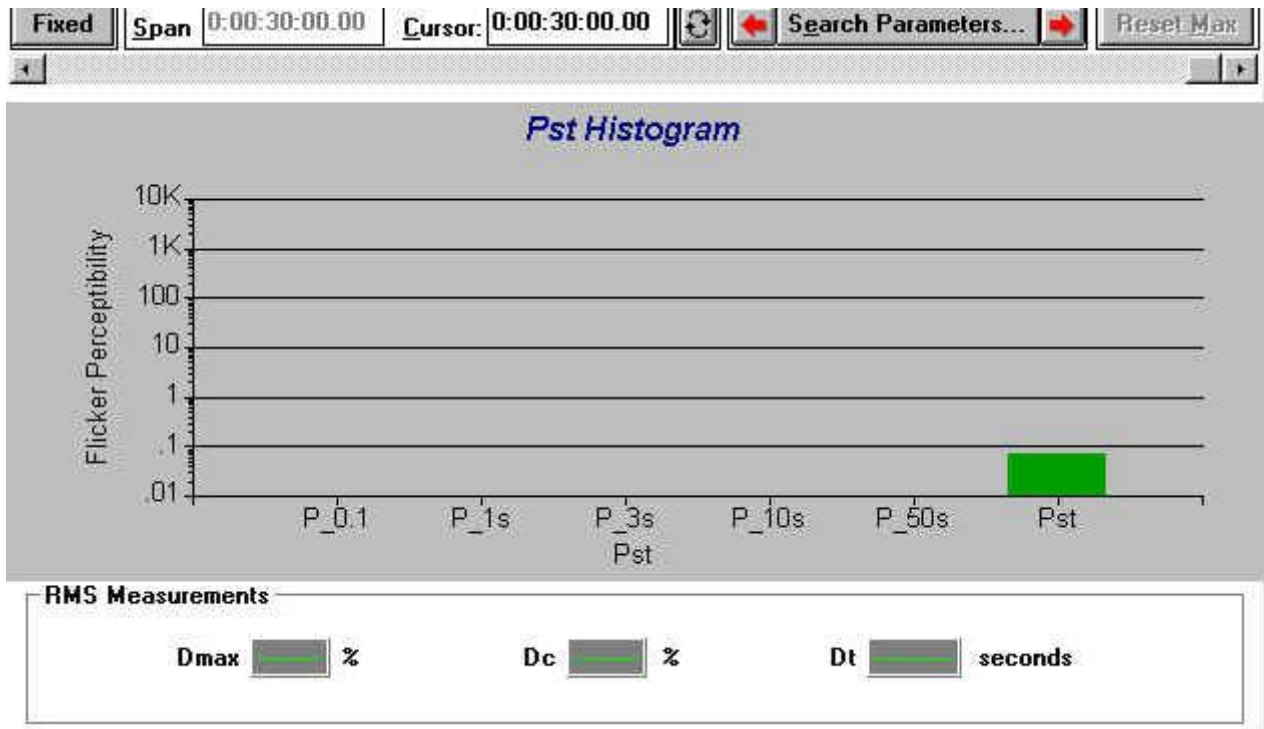 Fixed Span 0:00:30:00.00 Cursor: 0:00:30:00.00 Search Parameters... Reset Max
Pst Histogram
Flicker Perceptibility
10K
1K
100
10
1
.1
.01
P_0.1 P_1s P_3s P_10s P_50s Pst
Pst
RMS Measurements
Dmax % Dc % Dt seconds